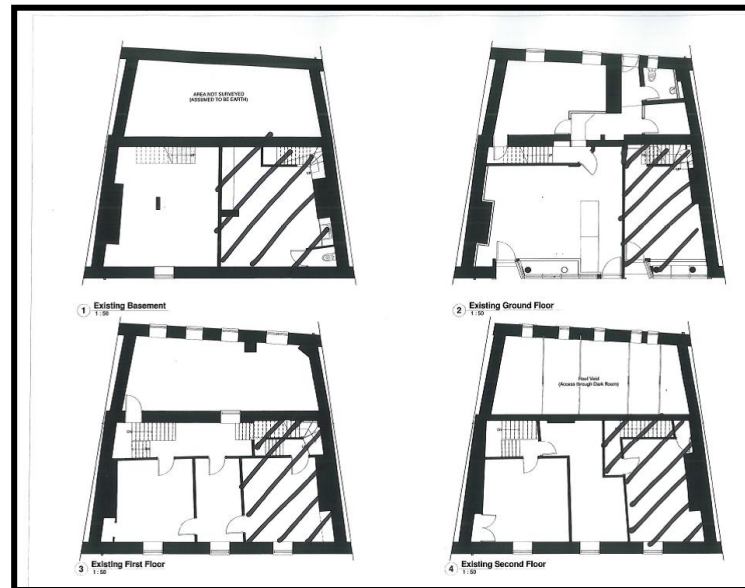 AREA NOT SURVEYED
(ASSUMED TO BE EARTH)
1 Existing Basement
1 : 50
2 Existing Ground Floor
1 : 50
Roof Void
(Access through Dark Room)
3 Existing First Floor
1 : 50
4 Existing Second Floor
1 : 50